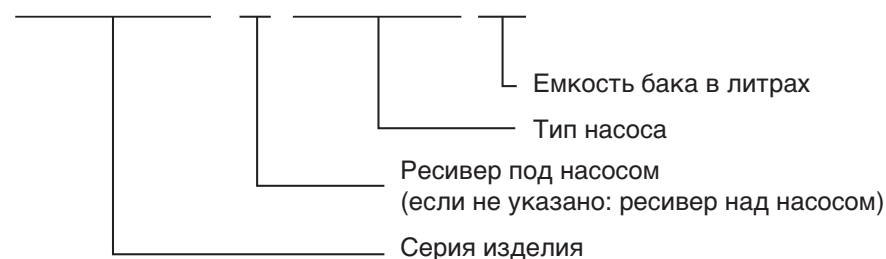 Емкость бака в литрах
Тип насоса
Ресивер под насосом
(если не указано: ресивер над насосом)
Серия изделия